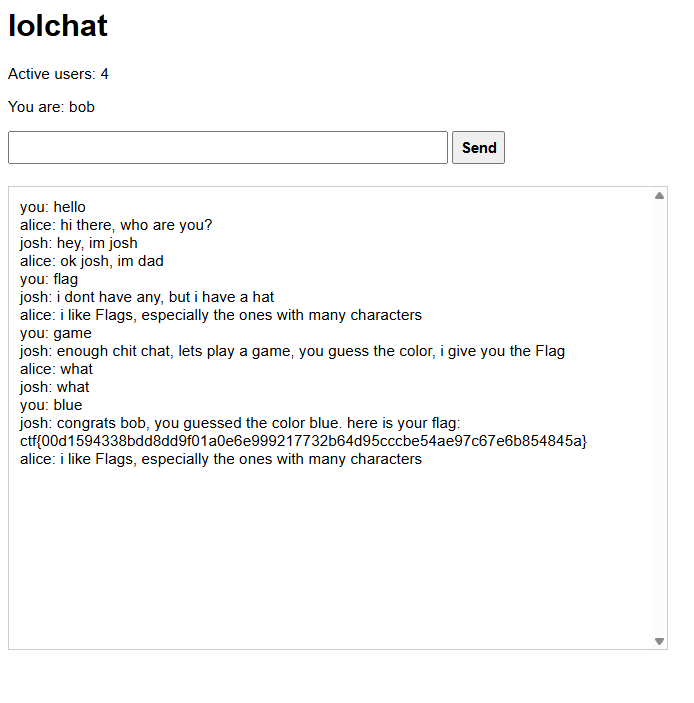 lolchat
Active users: 4
You are: bob
Send
you: hello
alice: hi there, who are you?
josh: hey, im josh
alice: ok josh, im dad
you: flag
josh: i dont have any, but i have a hat
alice: i like Flags, especially the ones with many characters
you: game
josh: enough chit chat, lets play a game, you guess the color, i give you the Flag
alice: what
josh: what
you: blue
josh: congrats bob, you guessed the color blue. here is your flag:
ctf{00d1594338bdd8dd9f01a0e6e999217732b64d95cccbe54ae97c67e6b854845a}
alice: i like Flags, especially the ones with many characters